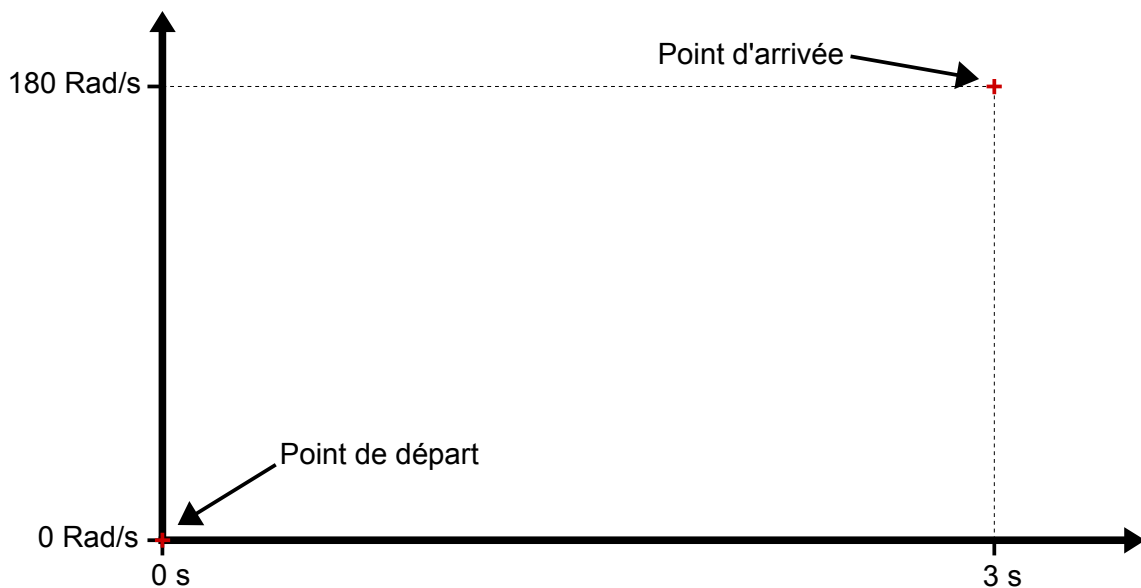 Point d'arrivée
180 Rad/s
Point de départ
0 Rad/s
0 s
3 s